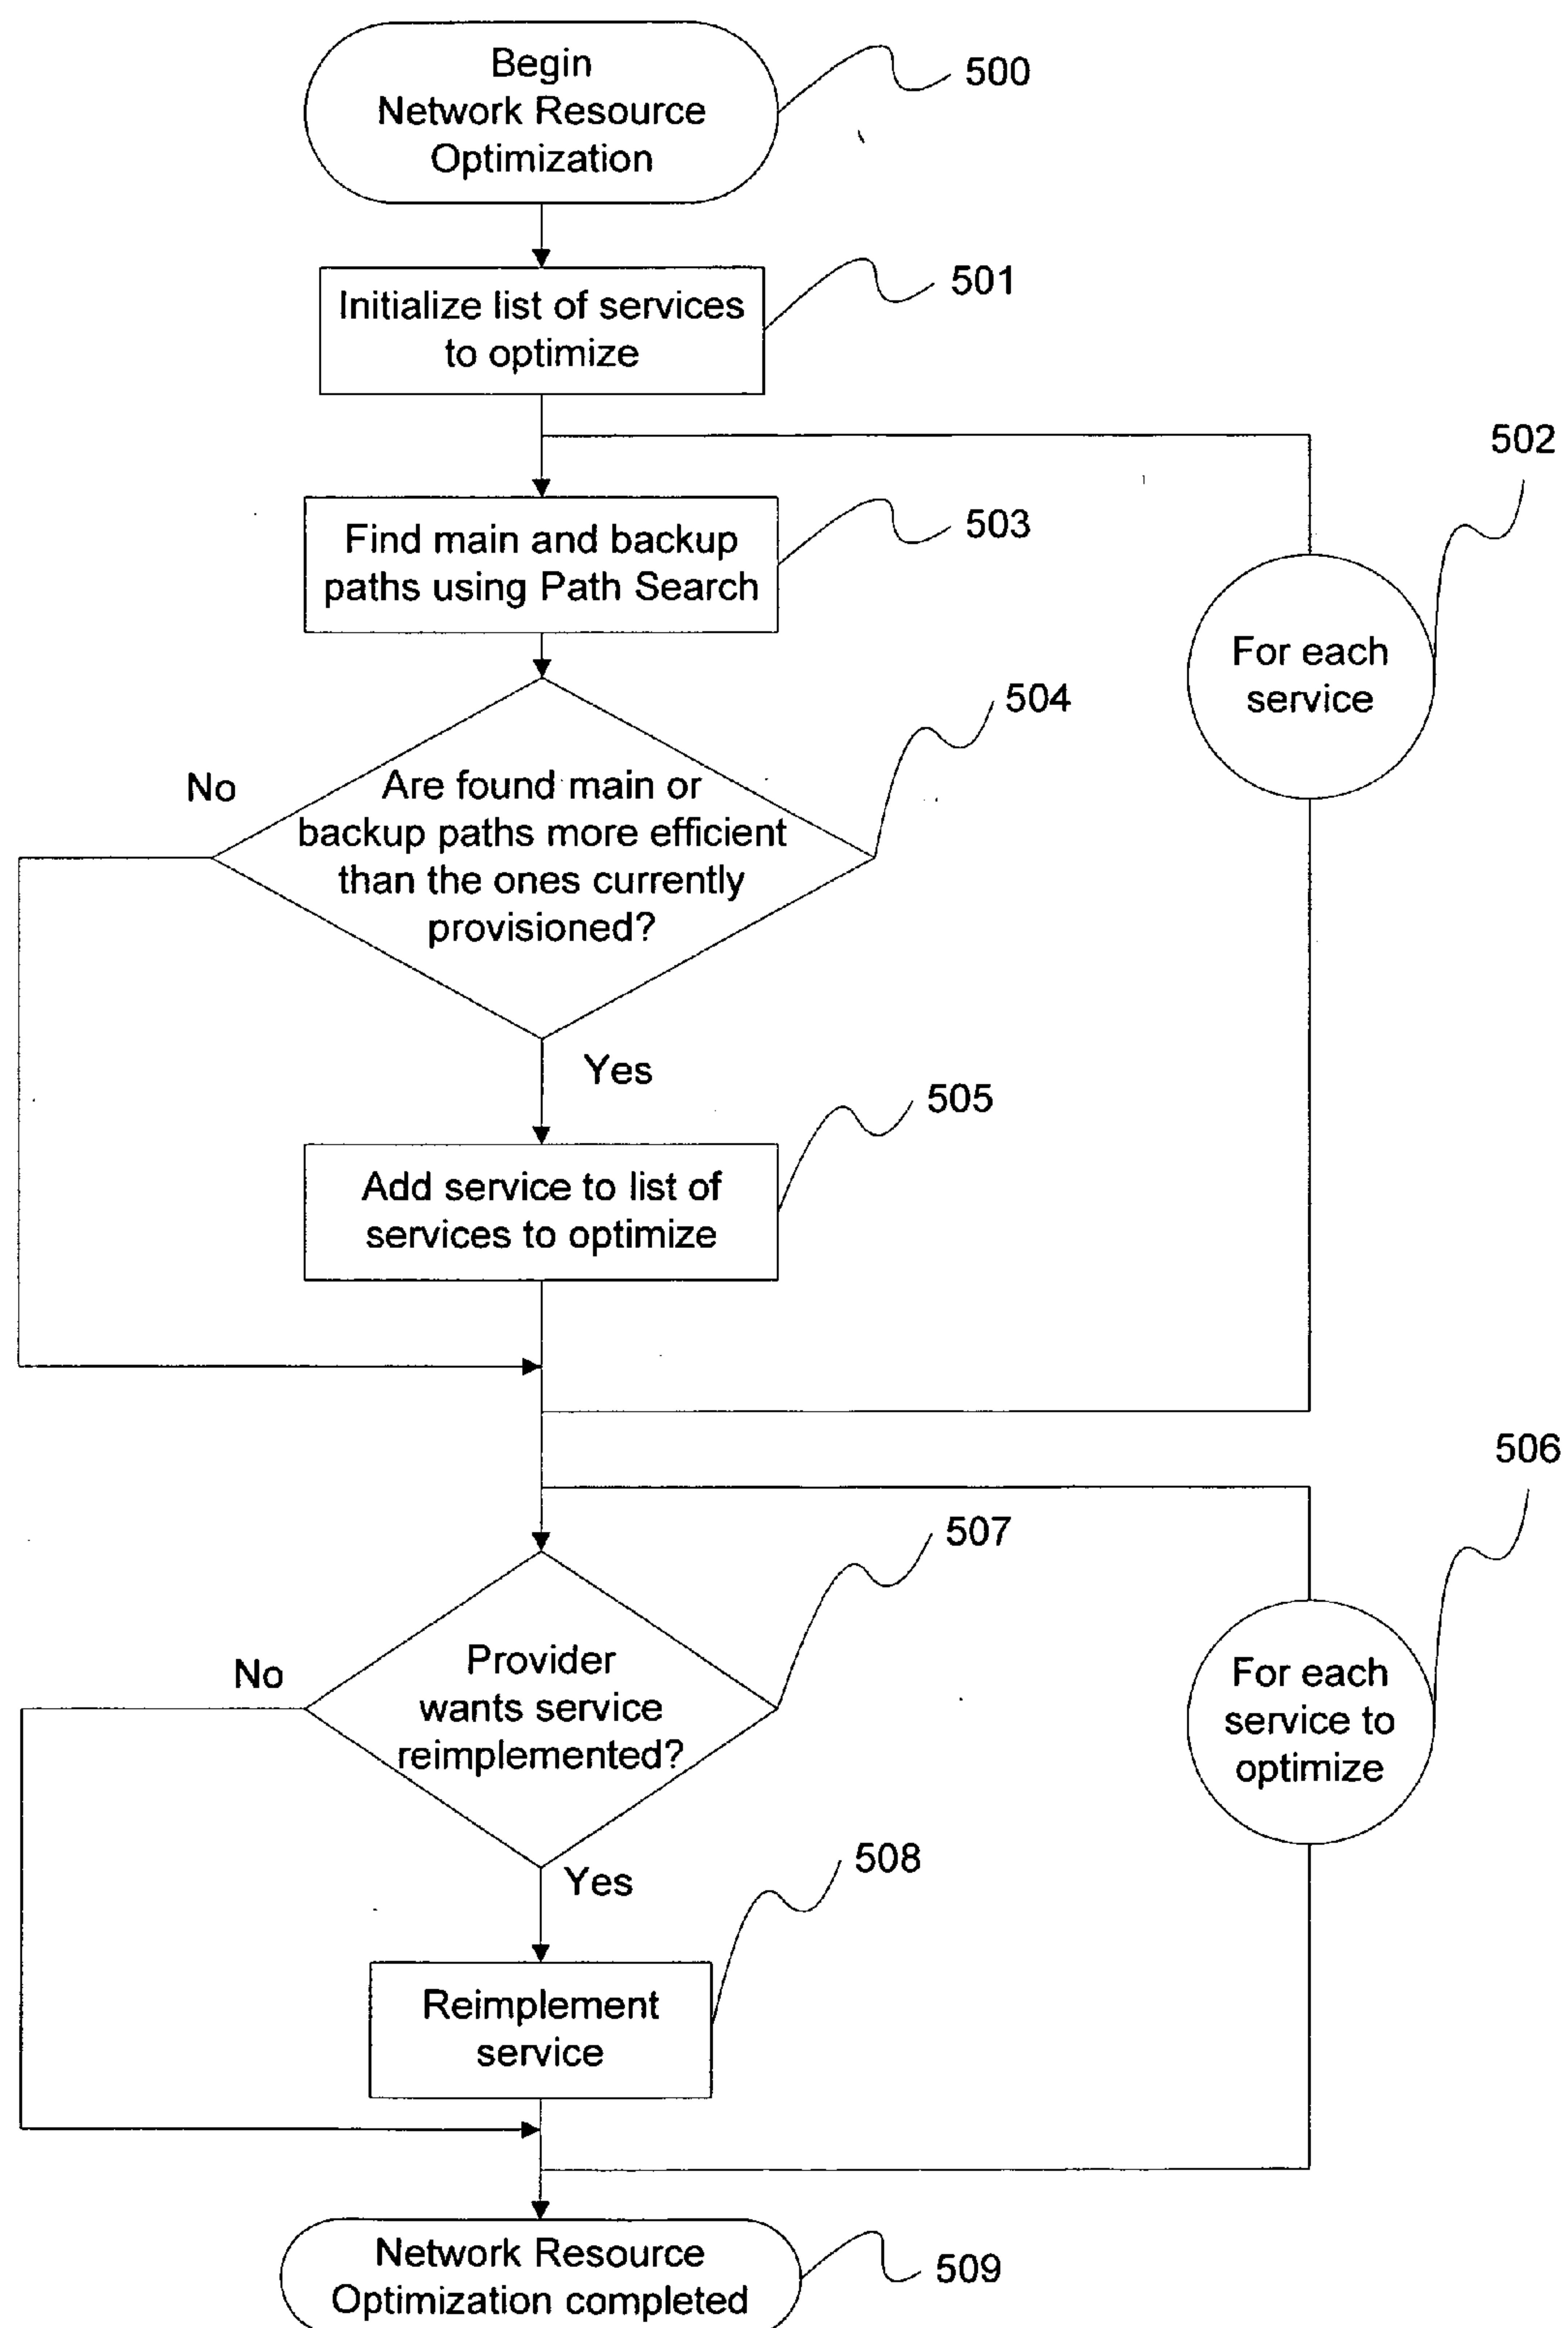 Begin
Network Resource
Optimization
500
Initialize list of services
to optimize
501
502
Find main and backup
paths using Path Search
503
For each
service
504
No
Are found main or
backup paths more efficient
than the ones currently
provisioned?
Yes
505
Add service to list of
services to optimize
506
507
No
Provider
wants service
reimplemented?
For each
service to
optimize
Yes
508
Reimplement
service
Network Resource
Optimization completed
509